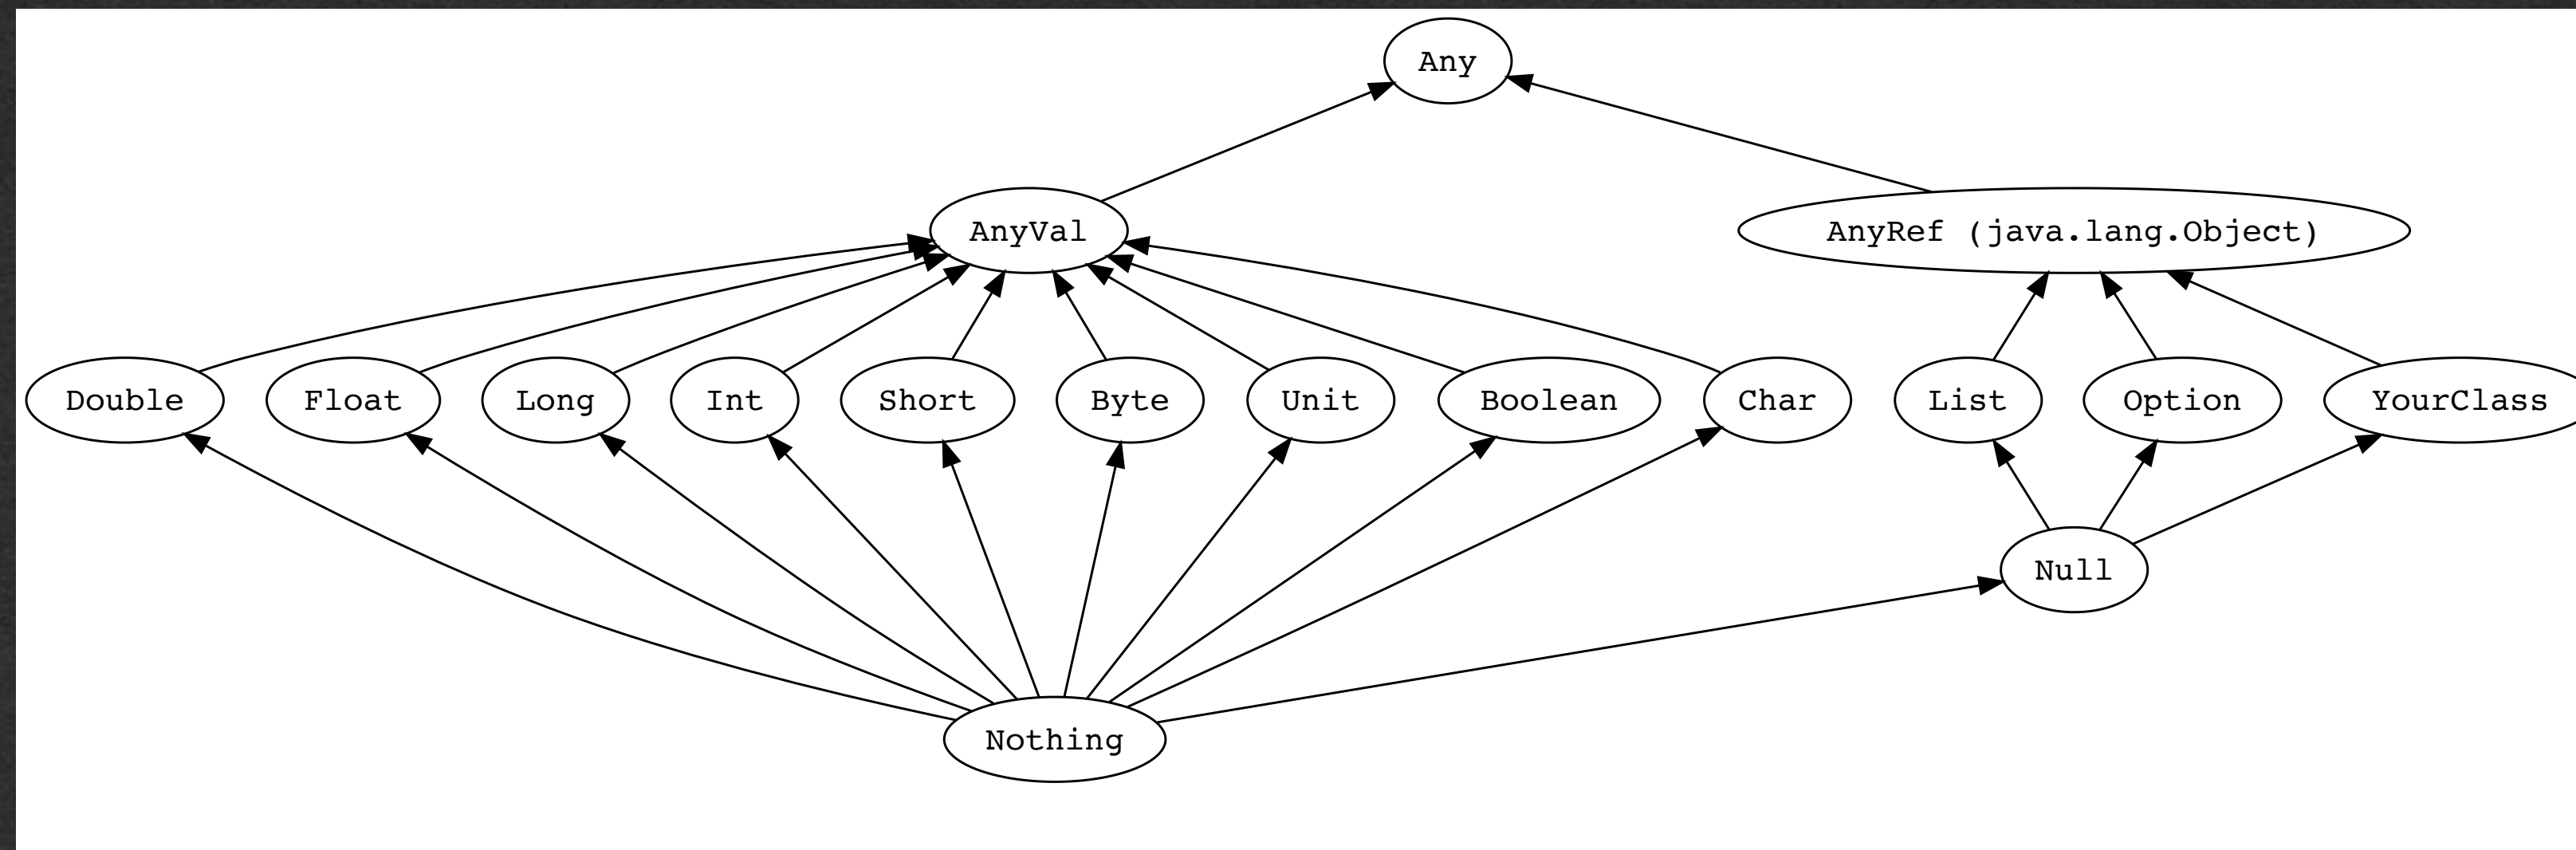 Any
AnyVal
AnyRef (java.lang.Object)
Double
Float
Long
Int
Short
Byte
Unit
Boolean
Char
List
Option
YourClass
Null
Nothing